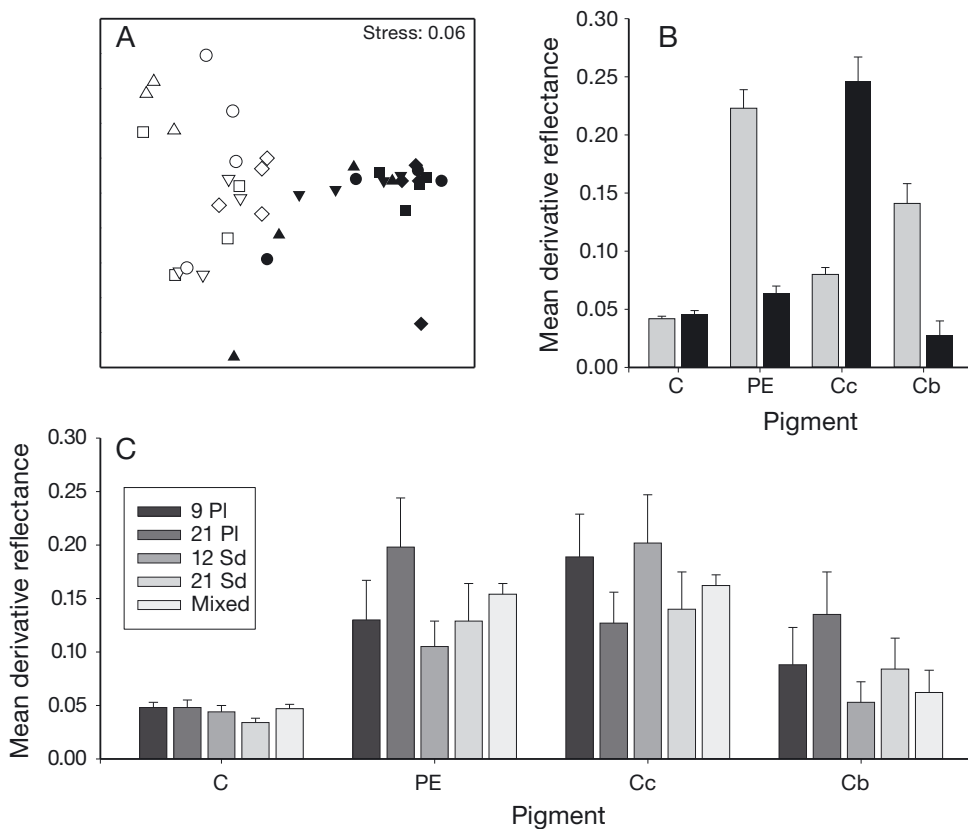 A
Stress: 0.06
B
Mean derivative reflectance
0.30
0.25
0.20
0.15
0.10
0.05
0.00
C PE Cc Cb
Pigment
C
Mean derivative reflectance
0.30
0.25
0.20
0.15
0.10
0.05
0.00
9 Pl
21 Pl
12 Sd
21 Sd
Mixed
C PE Cc Cb
Pigment